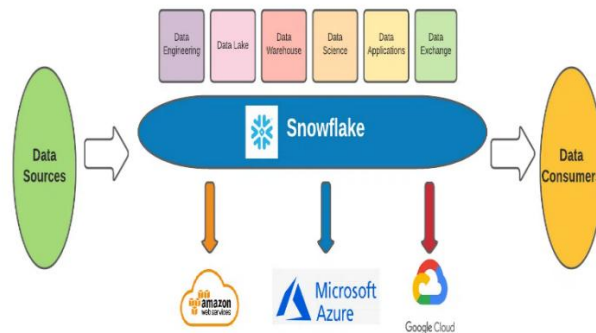 Data
Engineering
Data Lake
Data
Warehouse
Data
Science
Data
Applications
Data
Exchange
Snowflake
Data
Sources
Data
Consumer
amazon
webservices
Microsoft
Azure
Google Cloud